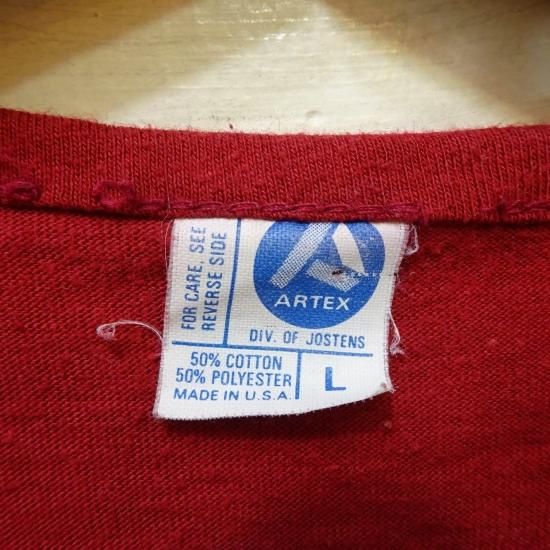 FOR CARE SEE
REVERSE SIDE
ARTEX
DIV. OF JOSTENS
50% COTTON
50% POLYESTER
MADE IN U.S.A.
L